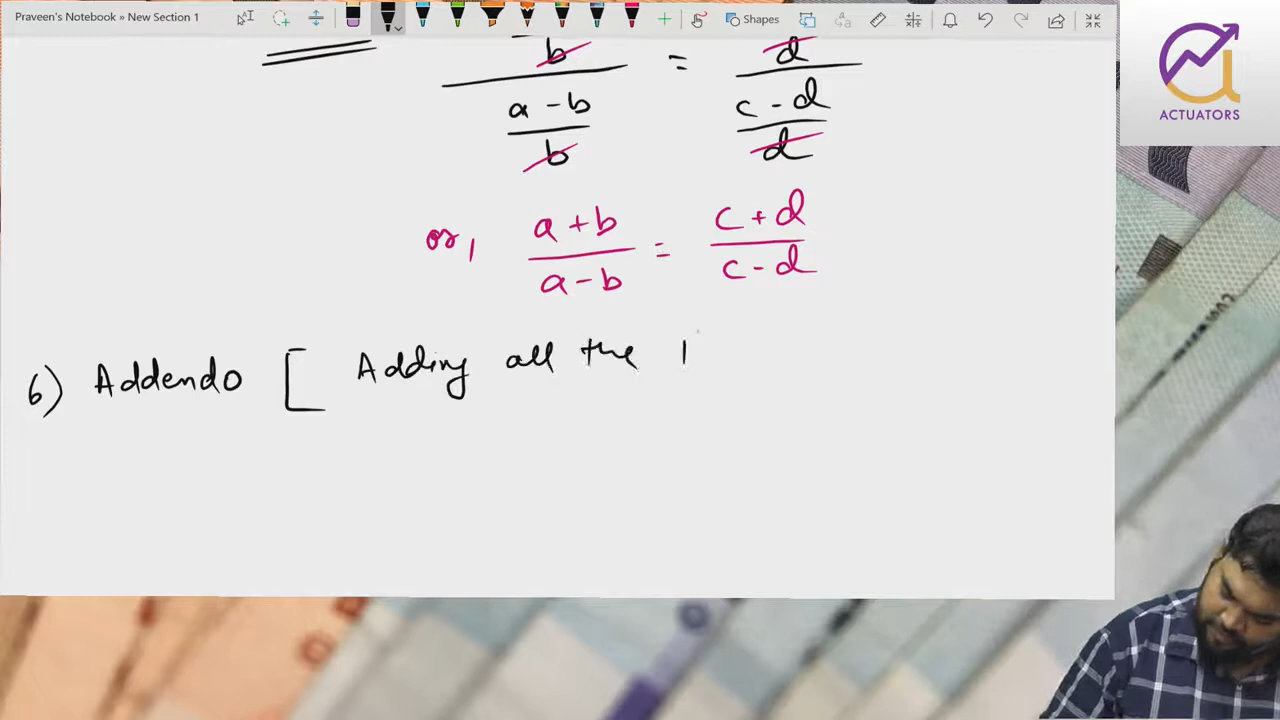 Praveen's Notebook » New Section 1
Shapes
ACTUATORS
b = d
a - b c - d
b d
or, a + b = c + d
a - b c - d
6) Addendo [ Adding all the